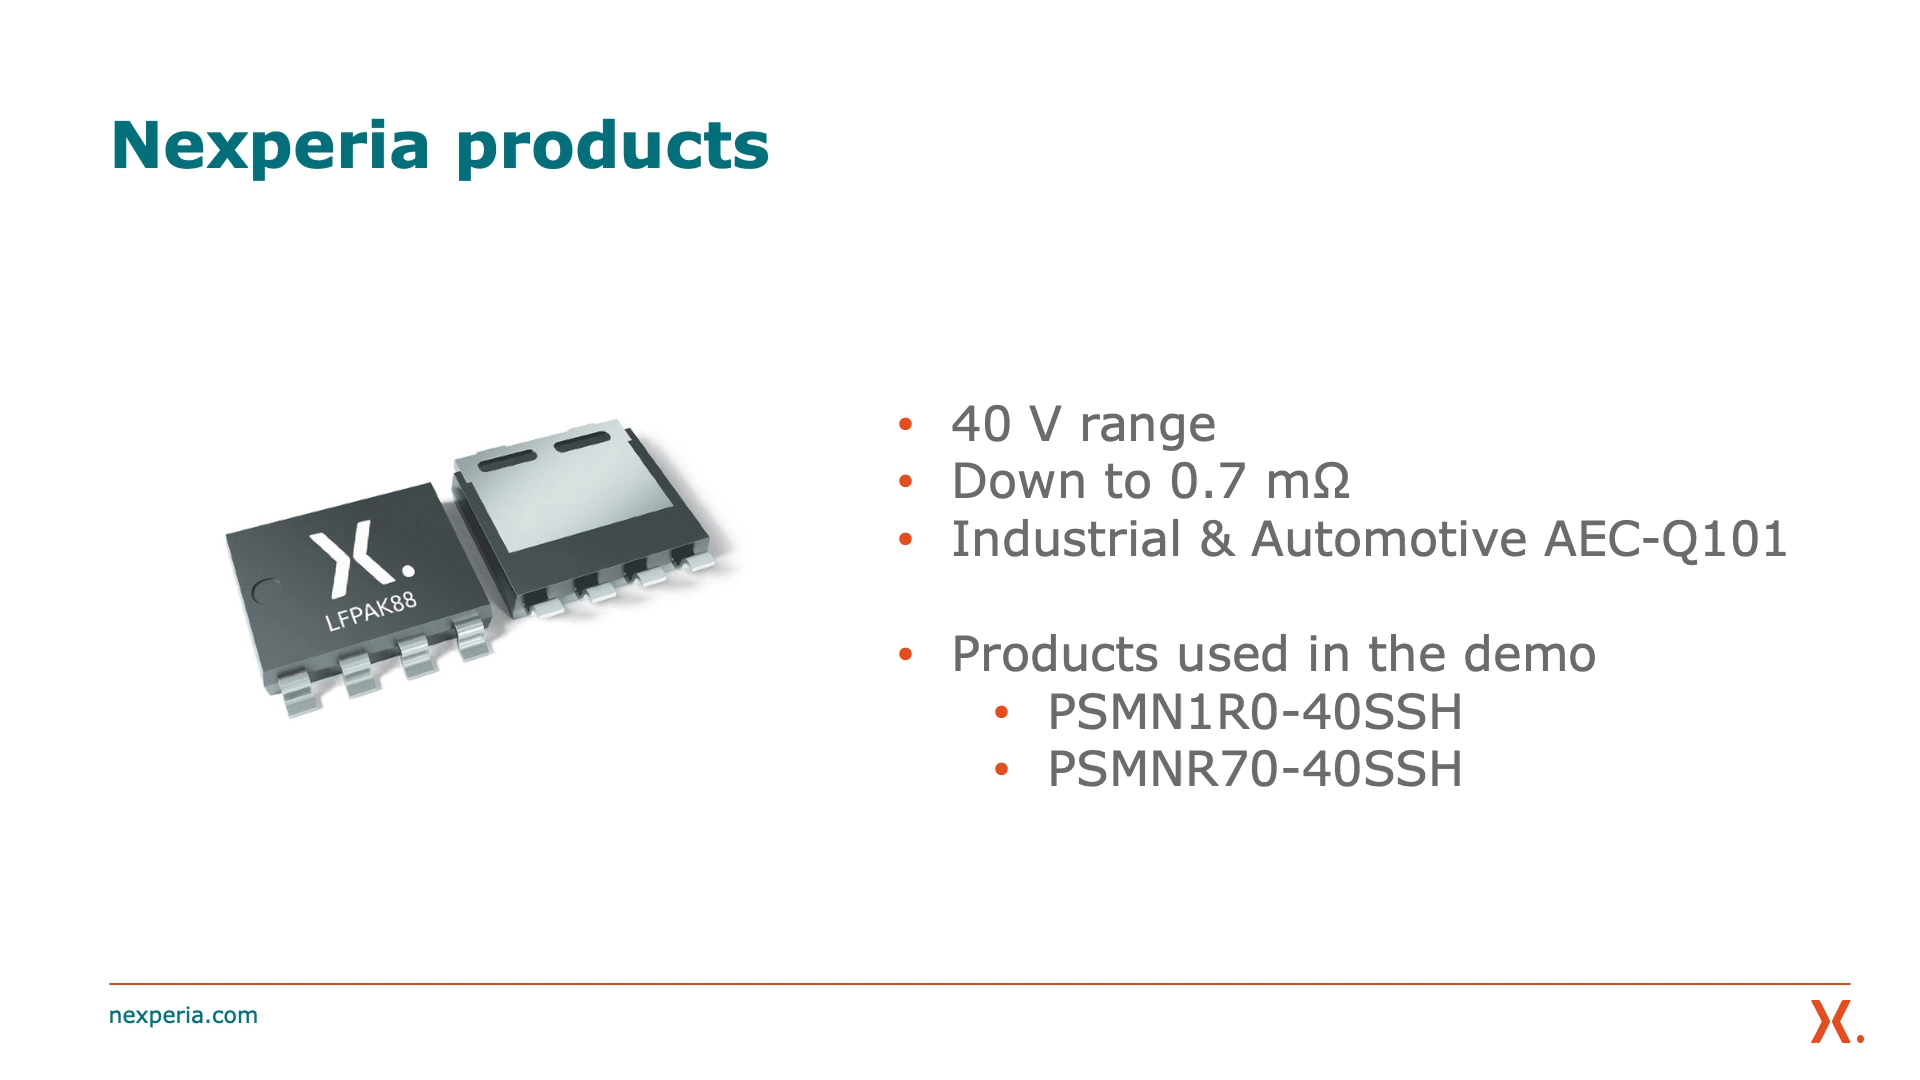 Nexperia products
LFPAK88
• 40 V range
• Down to 0.7 mΩ
• Industrial & Automotive AEC-Q101
• Products used in the demo
• PSMN1R0-40SSH
• PSMNR70-40SSH
nexperia.com